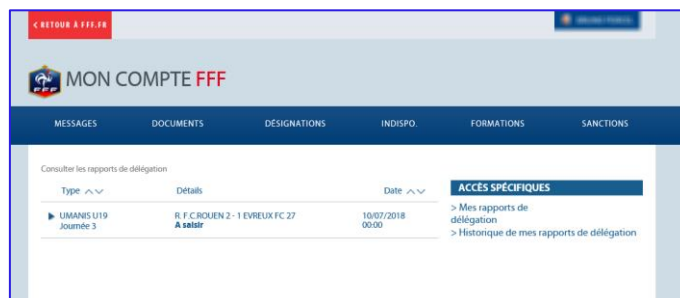 < RETOUR À FFF.FR
FFF
MON COMPTE FFF
MESSAGES DOCUMENTS DÉSIGNATIONS INDISPO. FORMATIONS SANCTIONS
Consulter les rapports de délégation
Type Détails Date
UMANIS U19 R. F.C.ROUEN 2 - 1 EVREUX FC 27 10/07/2018
Journée 3 A saisir 00:00
ACCÈS SPÉCIFIQUES
> Mes rapports de
délégation
> Historique de mes rapports de délégation